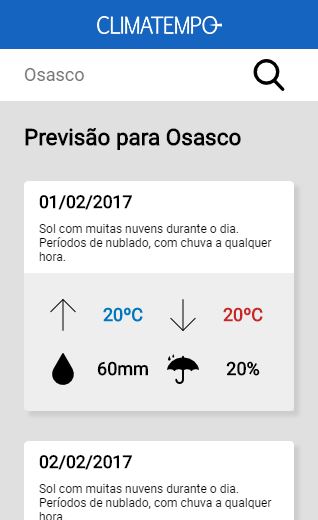 CLIMATEMPO
Osasco
Previsão para Osasco
01/02/2017
Sol com muitas nuvens durante o dia.
Períodos de nublado, com chuva a qualquer
hora.
20ºC 20ºC
60mm 20%
02/02/2017
Sol com muitas nuvens durante o dia.
Períodos de nublado, com chuva a qualquer
hora.